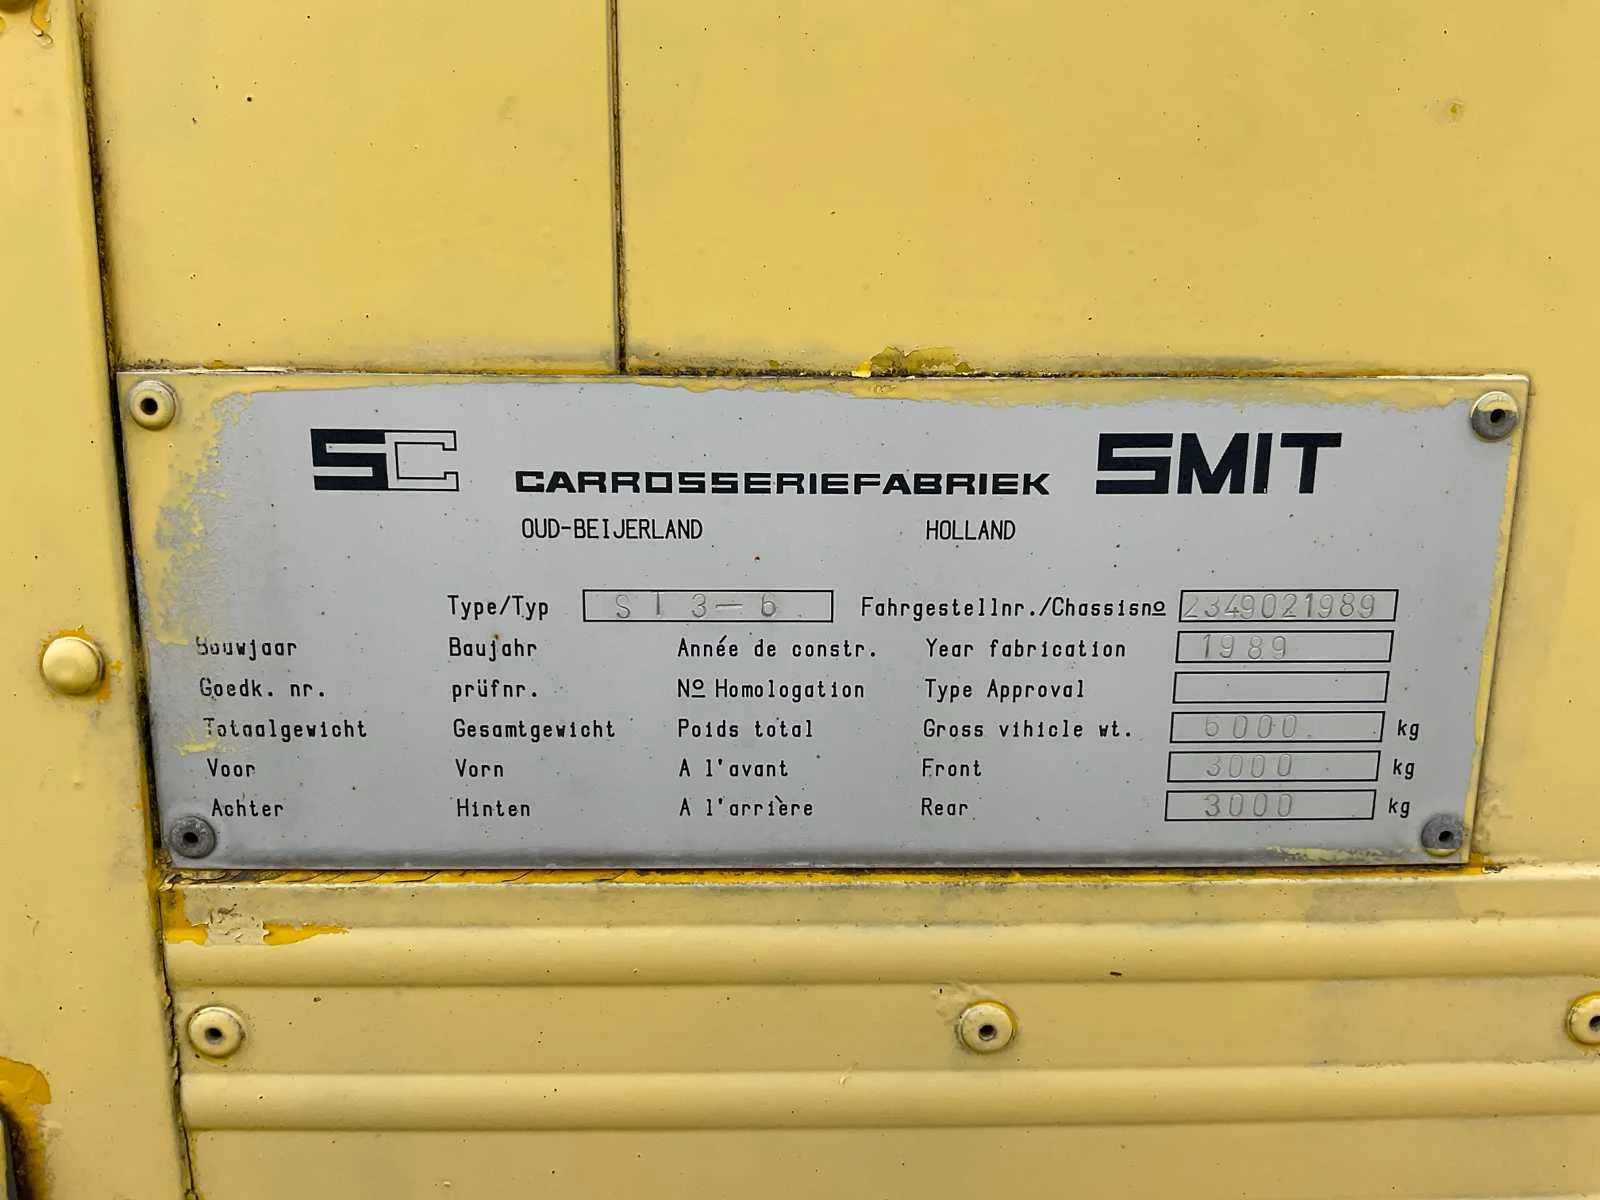 SC CARROSSERIEFABRIEK SMIT
OUD-BEIJERLAND HOLLAND
Type/Typ ST 3-6 Fahrgestellnr./Chassisnº 2349021989
Bouwjaar Baujahr Année de constr. Year fabrication 1989
Goedk. nr. prüfnr. Nº Homologation Type Approval
Totaalgewicht Gesamtgewicht Poids total Gross vihicle wt. 6000 kg
Voor Vorn A l'avant Front 3000 kg
Achter Hinten A l'arrière Rear 3000 kg